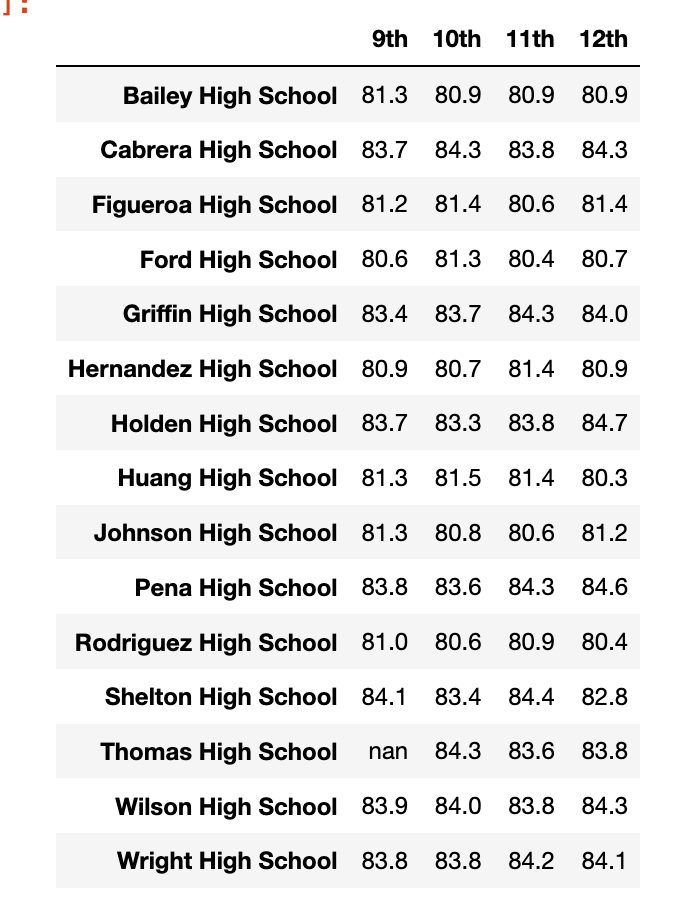 ]:
9th 10th 11th 12th
Bailey High School 81.3 80.9 80.9 80.9
Cabrera High School 83.7 84.3 83.8 84.3
Figueroa High School 81.2 81.4 80.6 81.4
Ford High School 80.6 81.3 80.4 80.7
Griffin High School 83.4 83.7 84.3 84.0
Hernandez High School 80.9 80.7 81.4 80.9
Holden High School 83.7 83.3 83.8 84.7
Huang High School 81.3 81.5 81.4 80.3
Johnson High School 81.3 80.8 80.6 81.2
Pena High School 83.8 83.6 84.3 84.6
Rodriguez High School 81.0 80.6 80.9 80.4
Shelton High School 84.1 83.4 84.4 82.8
Thomas High School nan 84.3 83.6 83.8
Wilson High School 83.9 84.0 83.8 84.3
Wright High School 83.8 83.8 84.2 84.1